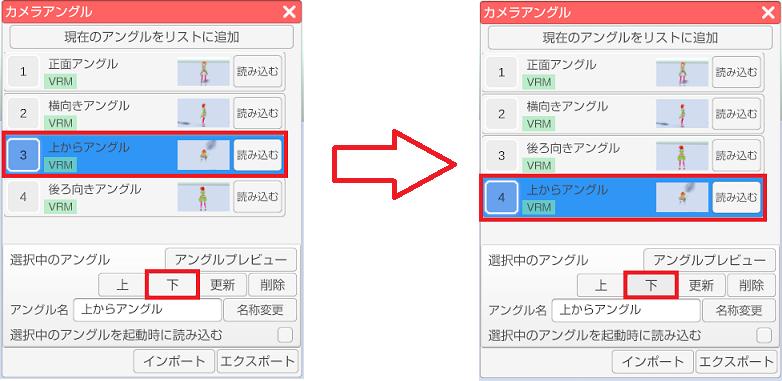 カメラアングル
現在のアングルをリストに追加
1 正面アングル 読み込む
VRM
2 横向きアングル 読み込む
VRM
3 上からアングル 読み込む
VRM
4 後ろ向きアングル 読み込む
VRM
選択中のアングル アングルプレビュー
上 下 更新 削除
アングル名 上からアングル 名称変更
選択中のアングルを起動時に読み込む
インポート エクスポート
カメラアングル
現在のアングルをリストに追加
1 正面アングル 読み込む
VRM
2 横向きアングル 読み込む
VRM
3 後ろ向きアングル 読み込む
VRM
4 上からアングル 読み込む
VRM
選択中のアングル アングルプレビュー
上 下 更新 削除
アングル名 上からアングル 名称変更
選択中のアングルを起動時に読み込む
インポート エクスポート